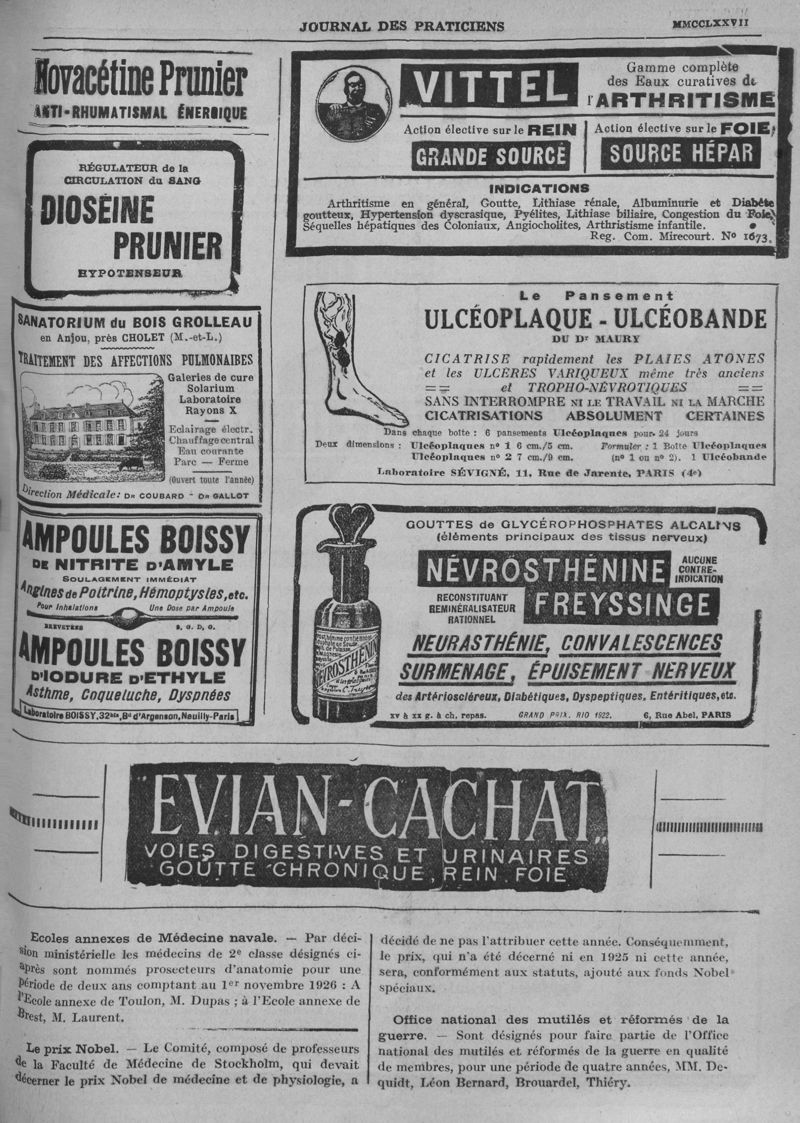 JOURNAL DES PRATICIENS
MMCCLXXVII
Novacétine Prunier
ANTI-RHUMATISMAL ÉNERGIQUE
RÉGULATEUR de la
CIRCULATION du SANG
DIOSÉINE
PRUNIER
HYPOTENSEUR
SANATORIUM du BOIS GROLLEAU
en Anjou, près CHOLET (M.-et-L.)
TRAITEMENT DES AFFECTIONS PULMONAIRES
Galeries de cure
Solarium
Laboratoire
Rayons X
Eclairage électr.
Chauffage central
Eau courante
Parc — Ferme
(Ouvert toute l'année)
Direction Médicale: DR COUBARD - DR GALLOT
AMPOULES BOISSY
DE NITRITE D'AMYLE
SOULAGEMENT IMMÉDIAT
Angines de Poitrine, Hémoptysies, etc.
Pour Inhalations Une Dose par Ampoule
BREVETÉES S. G. D. G.
AMPOULES BOISSY
D'IODURE D'ETHYLE
Asthme, Coqueluche, Dyspnées
Laboratoire BOISSY, 32bis, Bd d'Argenson, Neuilly-Paris
VITTEL
Gamme complète
des Eaux curatives de
l'ARTHRITISME
Action élective sur le REIN
GRANDE SOURCE
Action élective sur le FOIE
SOURCE HÉPAR
INDICATIONS
Arthritisme en général, Goutte, Lithiase rénale, Albuminurie et Diabète
goutteux, Hypertension dyscrasique, Pyélites, Lithiase biliaire, Congestion du Foie,
Séquelles hépatiques des Coloniaux, Angiocholites, Arthristisme infantile.
Reg. Com. Mirecourt. No 1673.
Le Pansement
ULCÉOPLAQUE - ULCÉOBANDE
DU Dr MAURY
CICATRISE rapidement les PLAIES ATONES
et les ULCÈRES VARIQUEUX même très anciens
== et TROPHO-NÉVROTIQUES ==
SANS INTERROMPRE NI LE TRAVAIL NI LA MARCHE
CICATRISATIONS ABSOLUMENT CERTAINES
Dans chaque boîte : 6 pansements Ulcéoplaques pour 24 jours
Deux dimensions : Ulcéoplaques no 1 6 cm./5 cm. Formuler : 1 Boîte Ulcéoplaques
Ulcéoplaques no 2 7 cm./9 cm. (no 1 ou no 2). 1 Ulcéobande
Laboratoire SÉVIGNÉ, 11, Rue de Jarente, PARIS (4e)
GOUTTES de GLYCÉROPHOSPHATES ALCALINS
(éléments principaux des tissus nerveux)
NÉVROSTHÉNINE
AUCUNE
CONTRE-
INDICATION
RECONSTITUANT
REMINÉRALISATEUR
RATIONNEL
FREYSSINGE
NEURASTHÉNIE, CONVALESCENCES
SURMENAGE, ÉPUISEMENT NERVEUX
des Artérioscléreux, Diabétiques, Dyspeptiques, Entéritiques, etc.
XV à XX g. à ch. repas. GRAND PRIX. RIO 1922. 6, Rue Abel, PARIS
"EVIAN-CACHAT"
VOIES DIGESTIVES ET URINAIRES
GOUTTE CHRONIQUE, REIN, FOIE
Ecoles annexes de Médecine navale. — Par déci-
sion ministérielle les médecins de 2e classe désignés ci-
après sont nommés prosecteurs d'anatomie pour une
période de deux ans comptant au 1er novembre 1926 : A
l'Ecole annexe de Toulon, M. Dupas ; à l'Ecole annexe de
Brest, M. Laurent.
Le prix Nobel. — Le Comité, composé de professeurs
de la Faculté de Médecine de Stockholm, qui devait
décerner le prix Nobel de médecine et de physiologie, a
décidé de ne pas l'attribuer cette année. Conséquemment,
le prix, qui n'a été décerné ni en 1925 ni cette année,
sera, conformément aux statuts, ajouté aux fonds Nobel
spéciaux.
Office national des mutilés et réformés de la
guerre. — Sont désignés pour faire partie de l'Office
national des mutilés et réformés de la guerre en qualité
de membres, pour une période de quatre années, MM. De-
quidt, Léon Bernard, Brouardel, Thiéry.